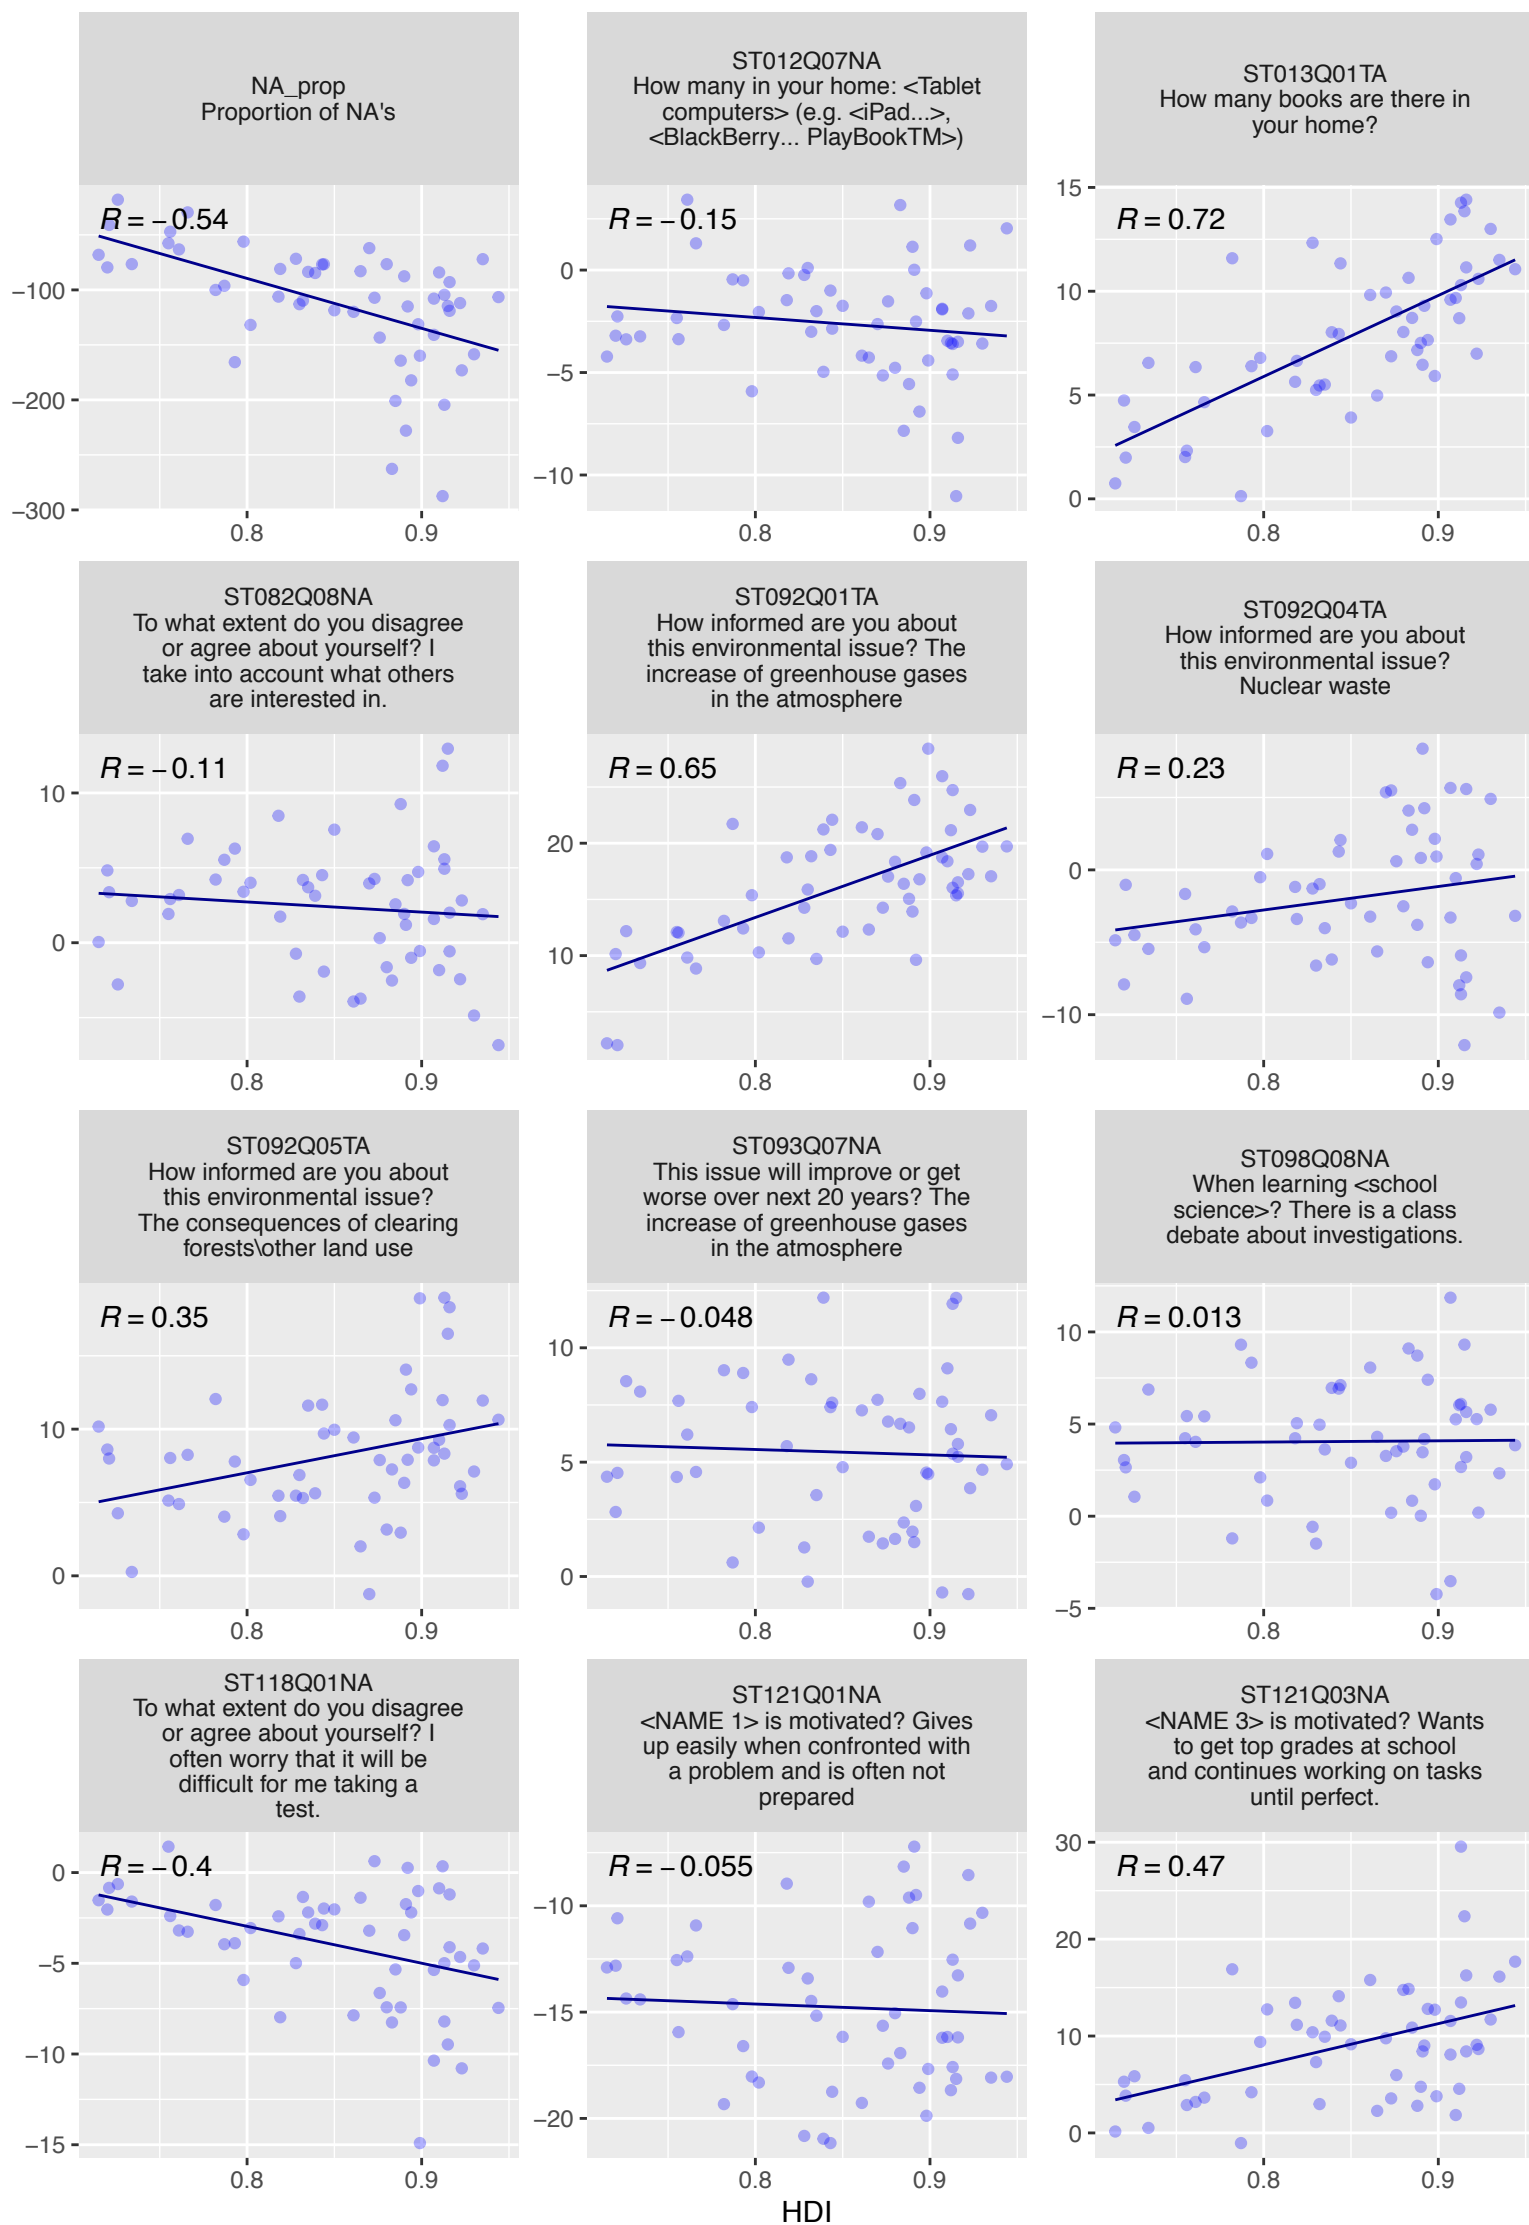 NA_prop
Proportion of NA's
R = −0.54
−100
−200
−300
0.8 0.9
ST012Q07NA
How many in your home: <Tablet
computers> (e.g. <iPad...>,
<BlackBerry... PlayBookTM>)
R = −0.15
0
−5
−10
0.8 0.9
ST013Q01TA
How many books are there in
your home?
R = 0.72
15
10
5
0
0.8 0.9
ST082Q08NA
To what extent do you disagree
or agree about yourself? I
take into account what others
are interested in.
R = −0.11
10
0
0.8 0.9
ST092Q01TA
How informed are you about
this environmental issue? The
increase of greenhouse gases
in the atmosphere
R = 0.65
20
10
0.8 0.9
ST092Q04TA
How informed are you about
this environmental issue?
Nuclear waste
R = 0.23
0
−10
0.8 0.9
ST092Q05TA
How informed are you about
this environmental issue?
The consequences of clearing
forests\other land use
R = 0.35
10
0
0.8 0.9
ST093Q07NA
This issue will improve or get
worse over next 20 years? The
increase of greenhouse gases
in the atmosphere
R = −0.048
10
5
0
0.8 0.9
ST098Q08NA
When learning <school
science>? There is a class
debate about investigations.
R = 0.013
10
5
0
−5
0.8 0.9
ST118Q01NA
To what extent do you disagree
or agree about yourself? I
often worry that it will be
difficult for me taking a
test.
R = −0.4
0
−5
−10
−15
0.8 0.9
ST121Q01NA
<NAME 1> is motivated? Gives
up easily when confronted with
a problem and is often not
prepared
R = −0.055
−10
−15
−20
0.8 0.9
ST121Q03NA
<NAME 3> is motivated? Wants
to get top grades at school
and continues working on tasks
until perfect.
R = 0.47
30
20
10
0
0.8 0.9
HDI